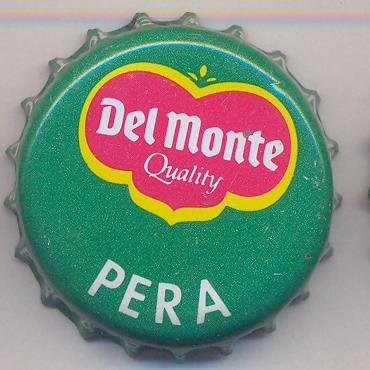 Del Monte
Quality
PERA